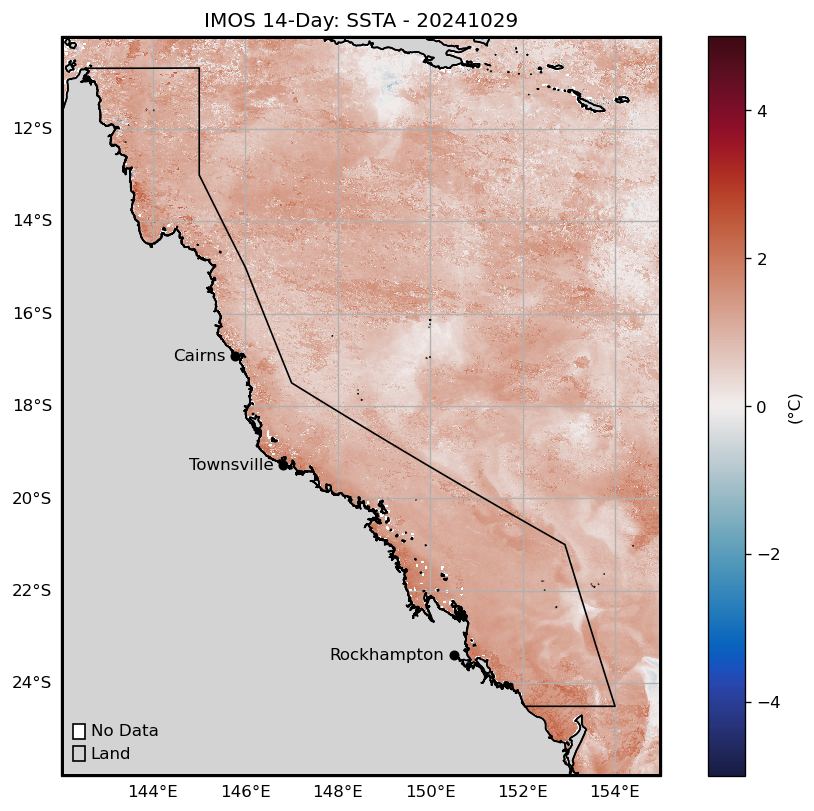 IMOS 14-Day: SSTA - 20241029
12°S
14°S
16°S
18°S
20°S
22°S
24°S
Cairns
Townsville
Rockhampton
No Data
Land
144°E 146°E 148°E 150°E 152°E 154°E
4
2
0
−2
−4
(°C)